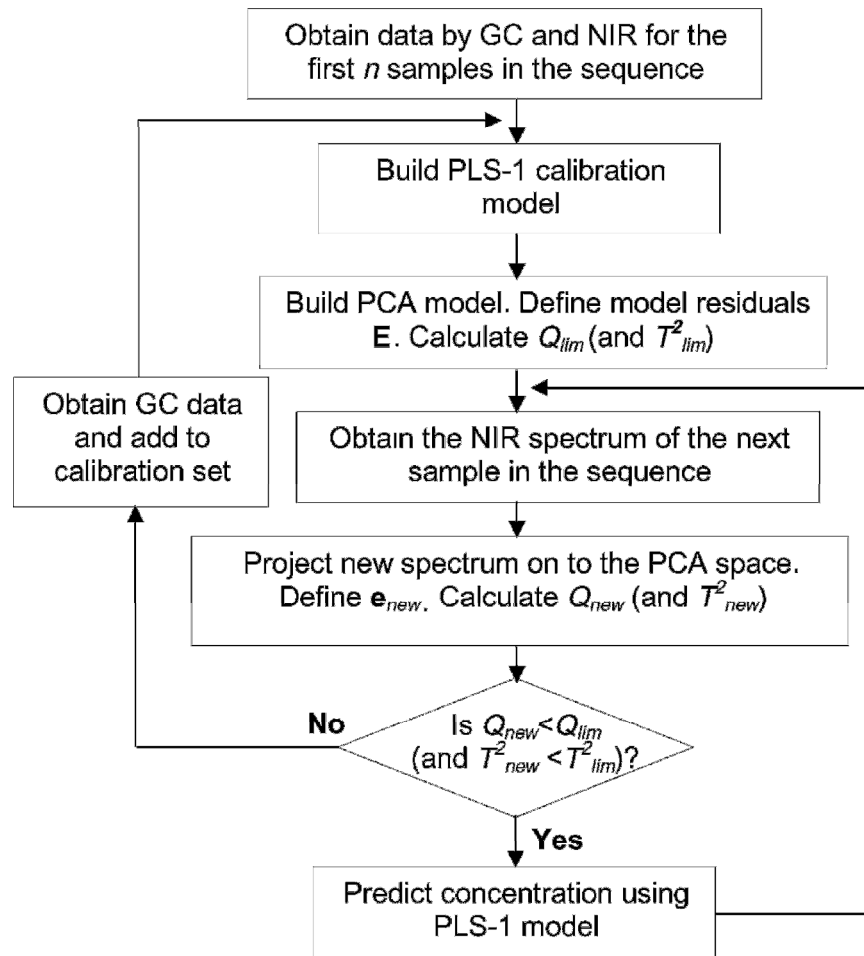 Obtain data by GC and NIR for the
first n samples in the sequence
Build PLS-1 calibration
model
Build PCA model. Define model residuals
E. Calculate Qlim (and T²lim)
Obtain GC data
and add to
calibration set
Obtain the NIR spectrum of the next
sample in the sequence
Project new spectrum on to the PCA space.
Define enew. Calculate Qnew (and T²new)
No
Is Qnew<Qlim
(and T²new <T²lim)?
Yes
Predict concentration using
PLS-1 model